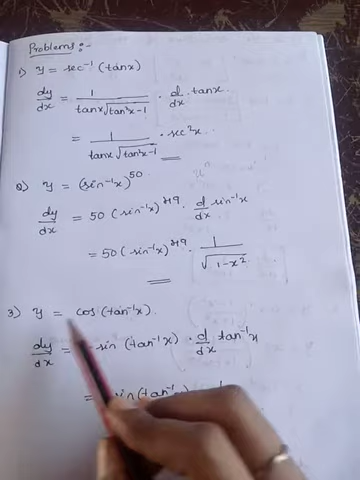 Problems :-
1) y = sec⁻¹(tanx)
dy/dx = 1/(tanx√(tan²x-1)) · d/dx tanx.
= 1/(tanx√(tan²x-1)) · sec²x.
2) y = (sin⁻¹x)⁵⁰
dy/dx = 50(sin⁻¹x)⁴⁹ · d/dx sin⁻¹x
= 50(sin⁻¹x)⁴⁹ · 1/√(1-x²)
3) y = cos(tan⁻¹x).
dy/dx = sin(tan⁻¹x) · d/dx tan⁻¹x